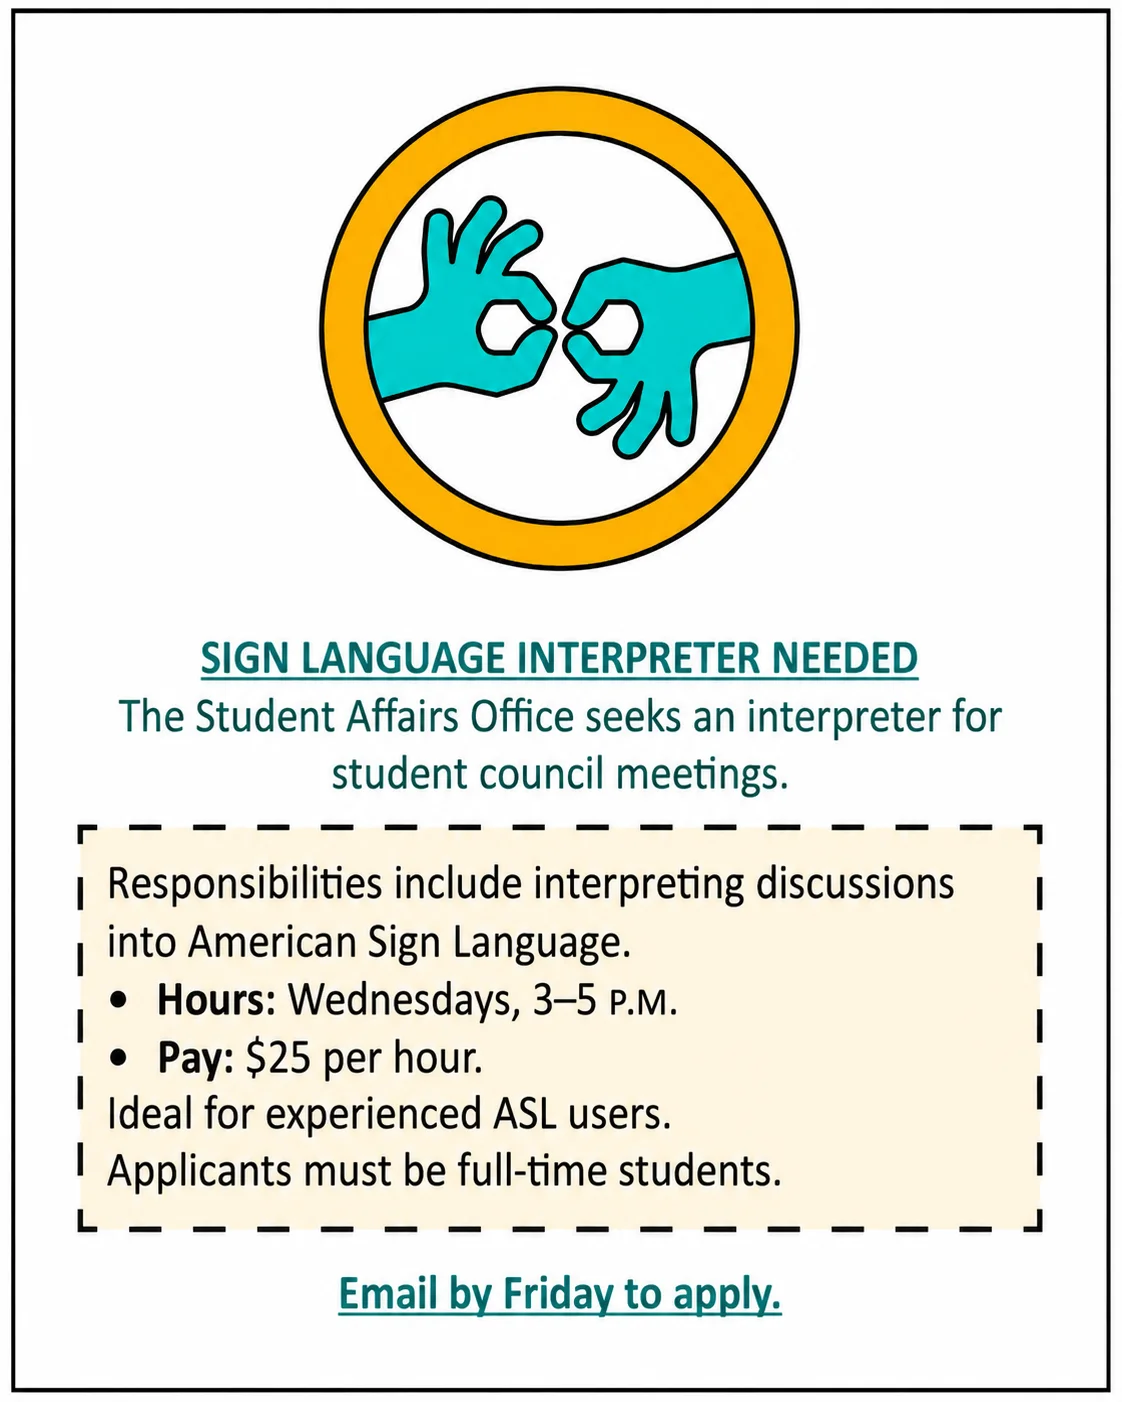 SIGN LANGUAGE INTERPRETER NEEDED
The Student Affairs Office seeks an interpreter for
student council meetings.
Responsibilities include interpreting discussions
into American Sign Language.
• Hours: Wednesdays, 3–5 P.M.
• Pay: $25 per hour.
Ideal for experienced ASL users.
Applicants must be full-time students.
Email by Friday to apply.